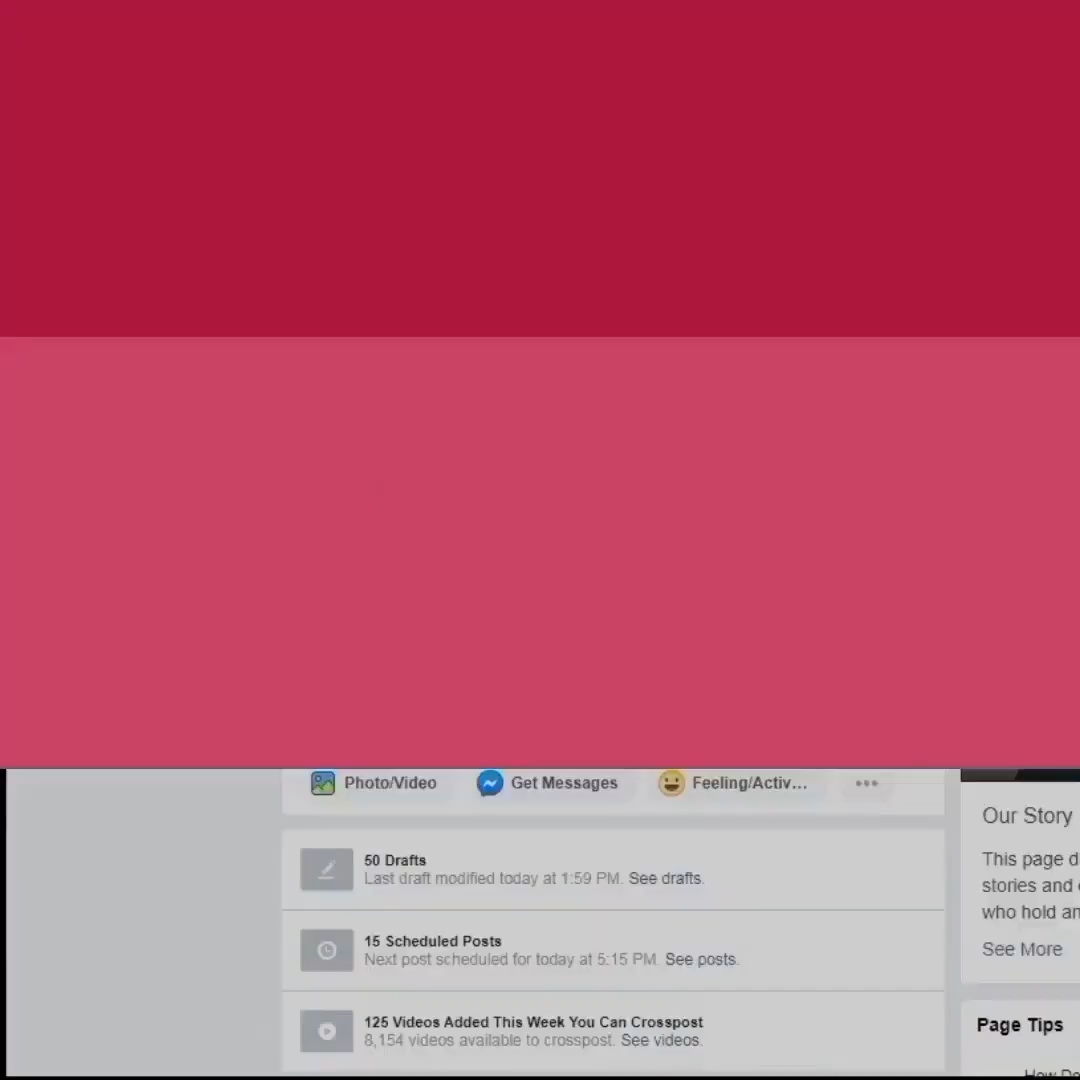 Photo/Video
Get Messages
Feeling/Activ...
50 Drafts
Last draft modified today at 1:59 PM. See drafts.
15 Scheduled Posts
Next post scheduled for today at 5:15 PM. See posts.
125 Videos Added This Week You Can Crosspost
8,154 videos available to crosspost. See videos.
Our Story
This page d
stories and
who hold an
See More
Page Tips
How Do